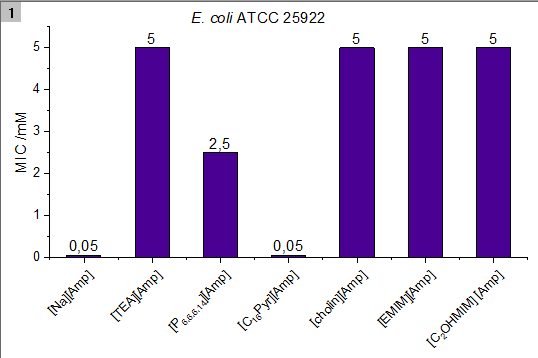 1
E. coli ATCC 25922
MIC /mM
5
4
3
2
1
0
0,05
5
2,5
0,05
5
5
5
[Na][Amp]
[TEA][Amp]
[P6,6,6,14][Amp]
[C16Pyr][Amp]
[cholin][Amp]
[EMIM][Amp]
[C2OHMIM] [Amp]